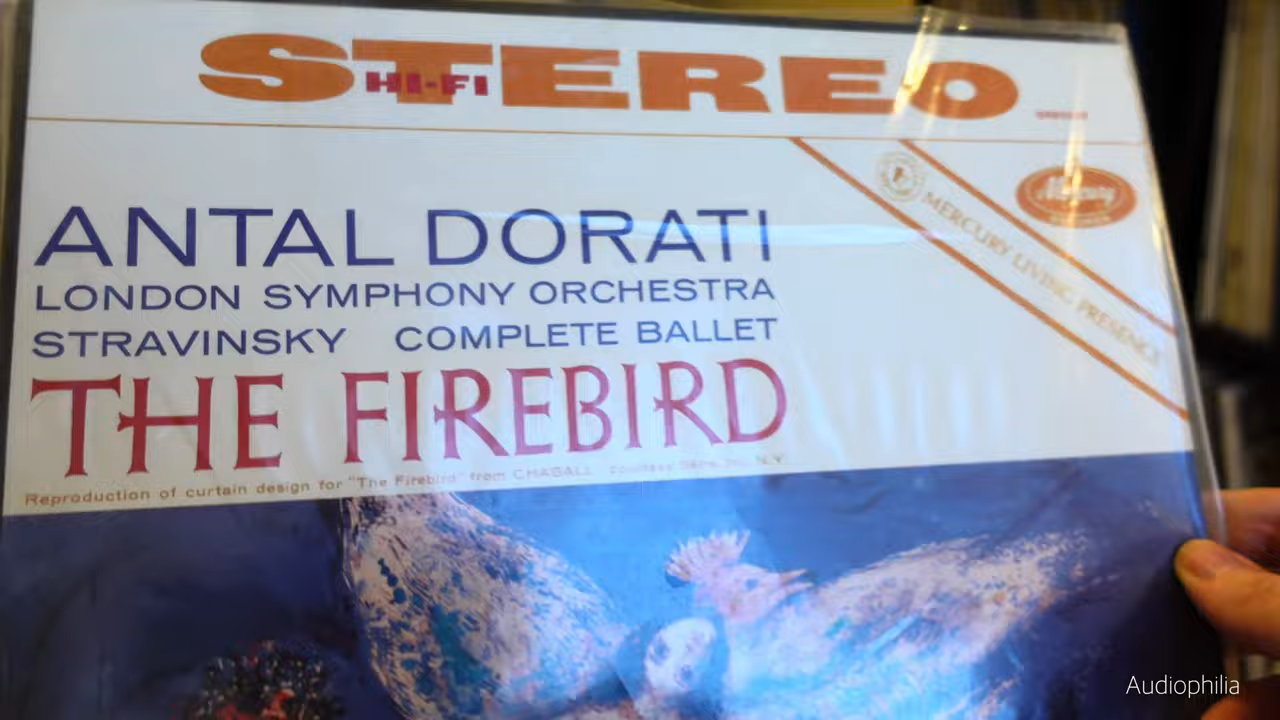 STEREO
HI-FI
ANTAL DORATI
LONDON SYMPHONY ORCHESTRA
STRAVINSKY COMPLETE BALLET
THE FIREBIRD
Reproduction of curtain design for "The Firebird" from CHAGALL courtesy N.Y.
MERCURY LIVING PRESENCE
Mercury
Audiophilia